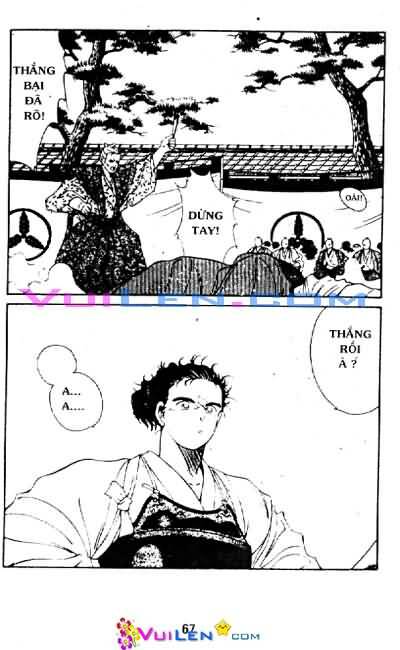 THẮNG
BẠI
ĐÃ
RÕ!
DỪNG
TAY!
OÁI!
VUILEN.COM
THẮNG
RỒI
À ?
A...
A....
67
VUILEN.COM